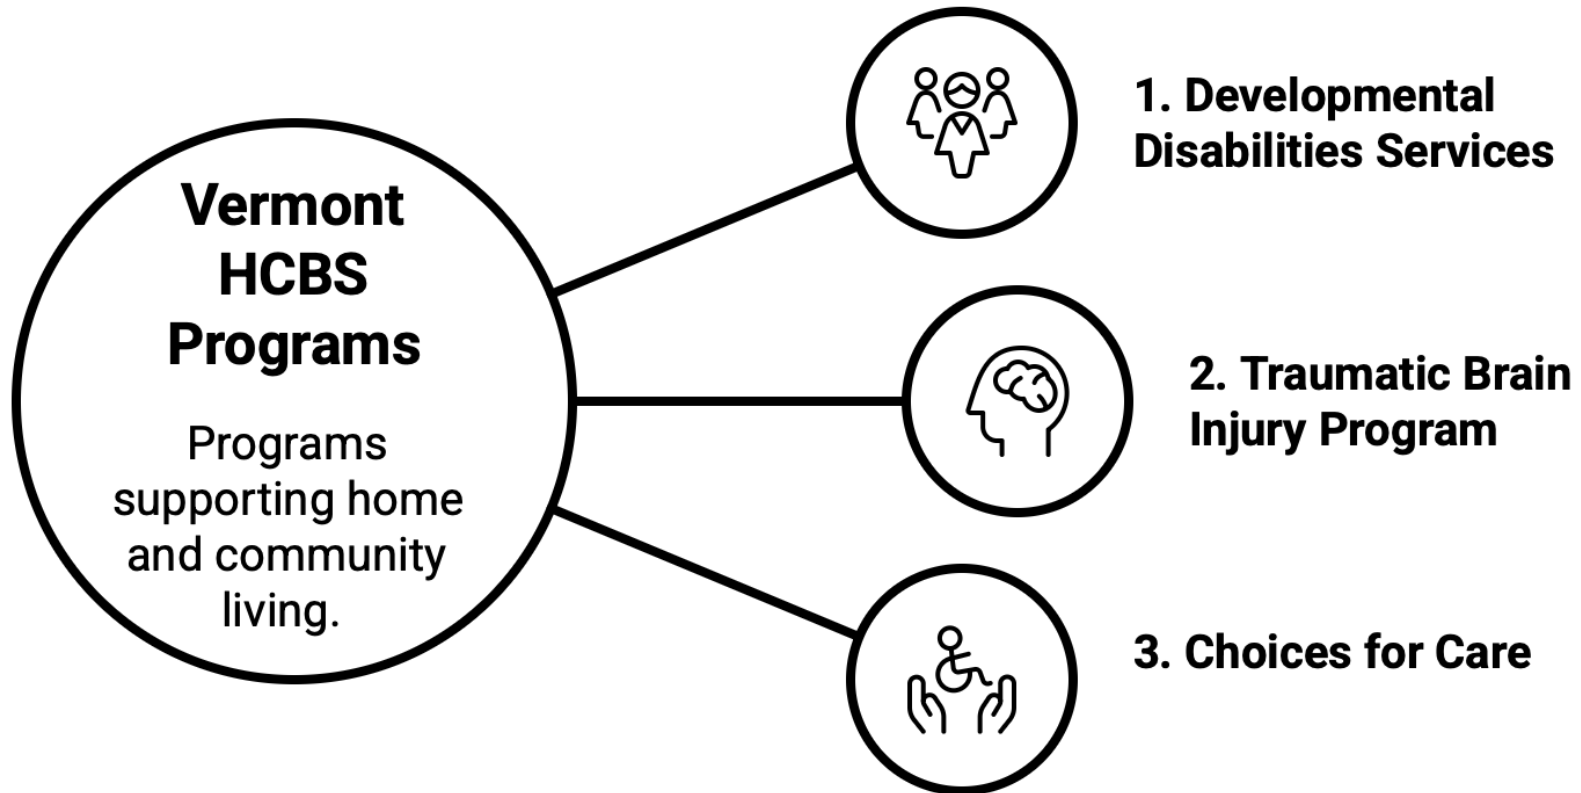 Vermont
HCBS
Programs
Programs
supporting home
and community
living.
1. Developmental
Disabilities Services
2. Traumatic Brain
Injury Program
3. Choices for Care